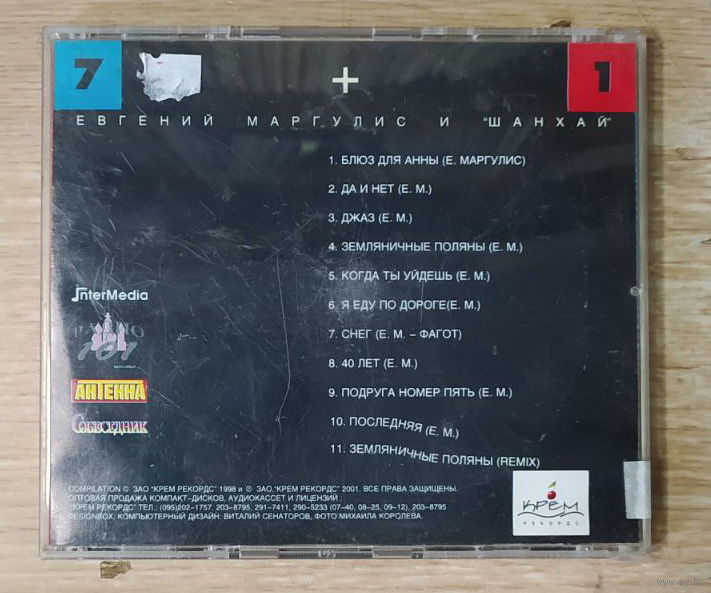 7 + 1
ЕВГЕНИЙ МАРГУЛИС И "ШАНХАЙ"
1. БЛЮЗ ДЛЯ АННЫ (Е. МАРГУЛИС)
2. ДА И НЕТ (Е. М.)
3. ДЖАЗ (Е. М.)
4. ЗЕМЛЯНИЧНЫЕ ПОЛЯНЫ (Е. М.)
5. КОГДА ТЫ УЙДЕШЬ (Е. М.)
6. Я ЕДУ ПО ДОРОГЕ(Е. М.)
7. СНЕГ (Е. М. – ФАГОТ)
8. 40 ЛЕТ (Е. М.)
9. ПОДРУГА НОМЕР ПЯТЬ (Е. М.)
10. ПОСЛЕДНЯЯ (Е. М.)
11. ЗЕМЛЯНИЧНЫЕ ПОЛЯНЫ (REMIX)
InterMedia
РАДИО
101
АНТЕННА
Собеседник
COMPILATION © ЗАО "КРЕМ РЕКОРДС" 1998 и ℗ ЗАО "КРЕМ РЕКОРДС" 2001. ВСЕ ПРАВА ЗАЩИЩЕНЫ.
ОПТОВАЯ ПРОДАЖА КОМПАКТ-ДИСКОВ, АУДИОКАССЕТ И ЛИЦЕНЗИЙ :
"КРЕМ РЕКОРДС" ТЕЛ.: (095)202-1757, 203-8795, 291-7411, 290-5233 (07-40, 08-25, 09-12), 203-8795
DESIGNBOX. КОМПЬЮТЕРНЫЙ ДИЗАЙН: ВИТАЛИЙ СЕНАТОРОВ, ФОТО МИХАИЛА КОРОЛЕВА.
КРЕМ
РЕКОРДС